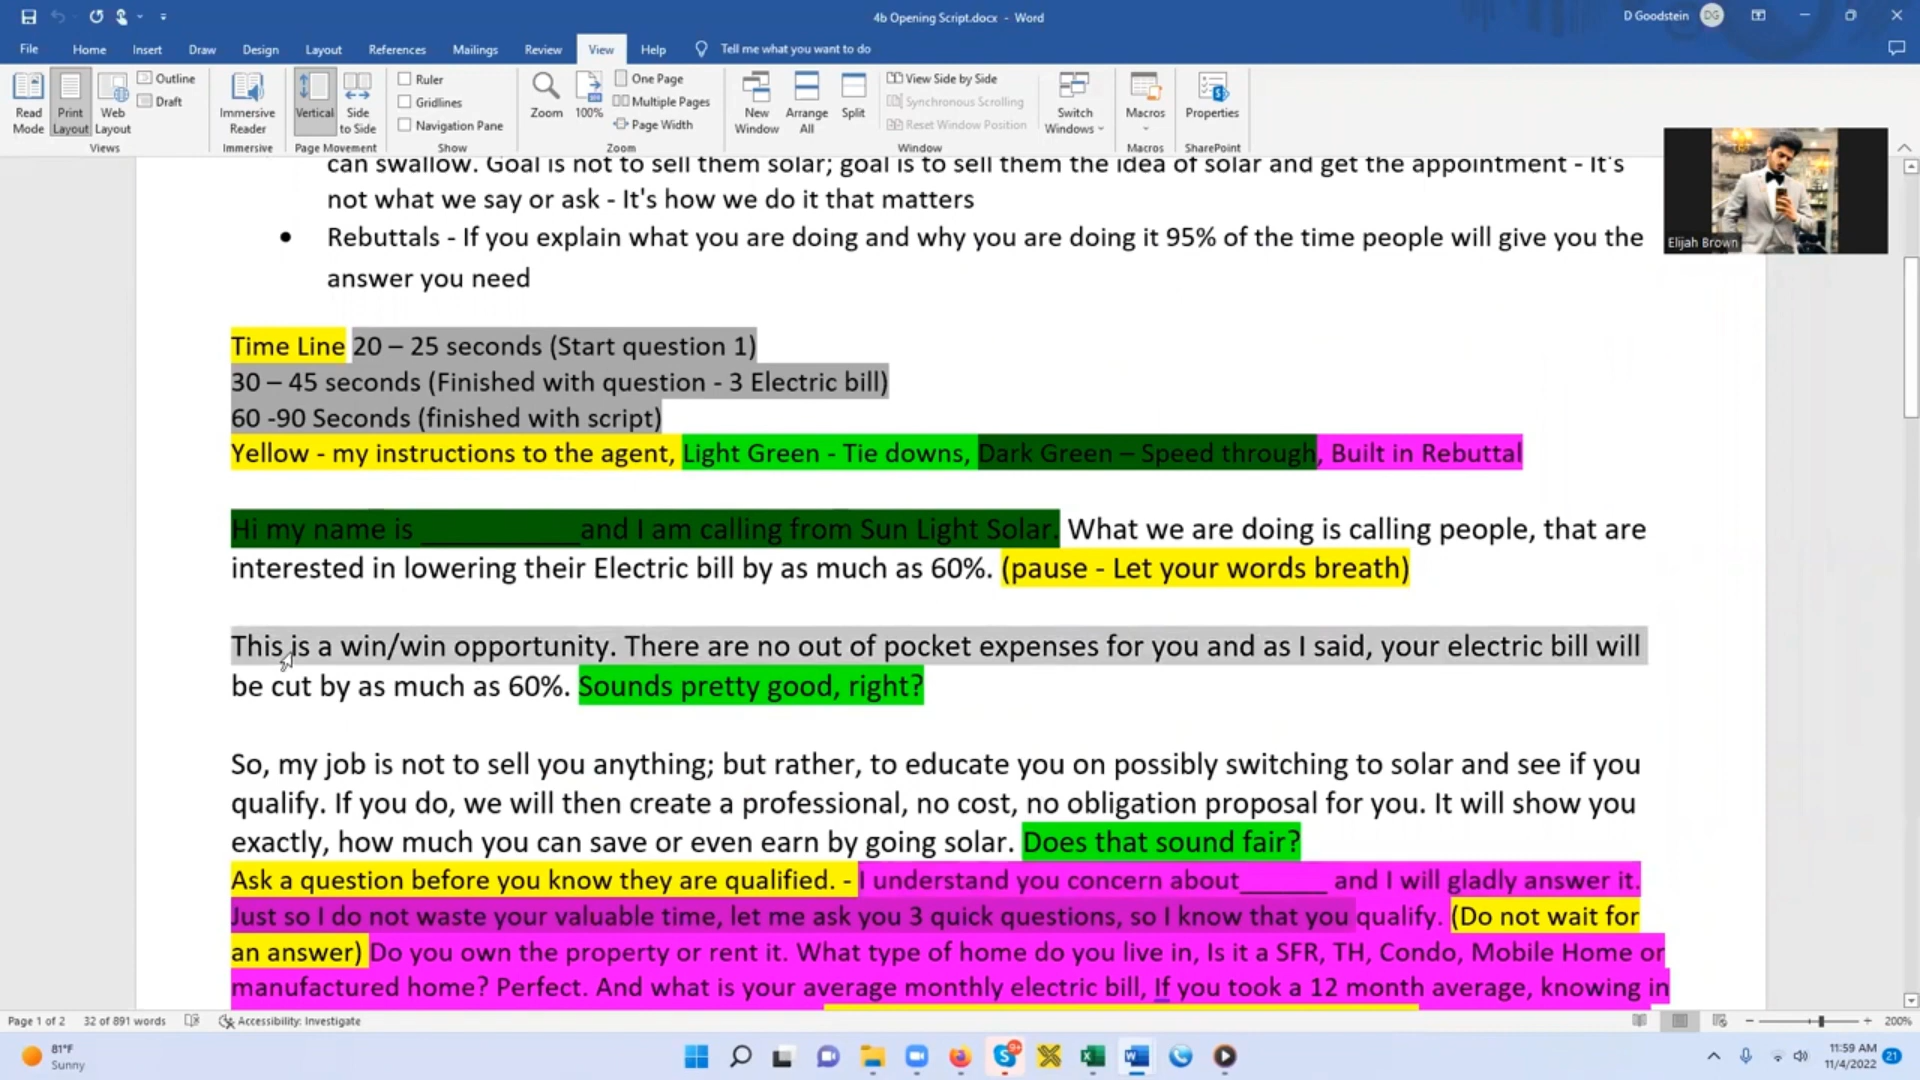 4b Opening Script.docx - Word
D Goodstein DG
File Home Insert Draw Design Layout References Mailings Review View Help Tell me what you want to do
Read Mode
Print Layout
Web Layout
Outline
Draft
Views
Immersive Reader
Immersive
Vertical
Side to Side
Page Movement
Ruler
Gridlines
Navigation Pane
Show
Zoom
100%
One Page
Multiple Pages
Page Width
Zoom
New Window
Arrange All
Split
View Side by Side
Synchronous Scrolling
Reset Window Position
Window
Switch Windows
Macros
Macros
Properties
SharePoint
Elijah Brown
can swallow. Goal is not to sell them solar; goal is to sell them the idea of solar and get the appointment - It's
not what we say or ask - It's how we do it that matters
• Rebuttals - If you explain what you are doing and why you are doing it 95% of the time people will give you the
answer you need
Time Line 20 – 25 seconds (Start question 1)
30 – 45 seconds (Finished with question - 3 Electric bill)
60 -90 Seconds (finished with script)
Yellow - my instructions to the agent, Light Green - Tie downs, Dark Green – Speed through, Built in Rebuttal
Hi my name is __________and I am calling from Sun Light Solar. What we are doing is calling people, that are
interested in lowering their Electric bill by as much as 60%. (pause - Let your words breath)
This is a win/win opportunity. There are no out of pocket expenses for you and as I said, your electric bill will
be cut by as much as 60%. Sounds pretty good, right?
So, my job is not to sell you anything; but rather, to educate you on possibly switching to solar and see if you
qualify. If you do, we will then create a professional, no cost, no obligation proposal for you. It will show you
exactly, how much you can save or even earn by going solar. Does that sound fair?
Ask a question before you know they are qualified. - I understand you concern about______ and I will gladly answer it.
Just so I do not waste your valuable time, let me ask you 3 quick questions, so I know that you qualify. (Do not wait for
an answer) Do you own the property or rent it. What type of home do you live in, Is it a SFR, TH, Condo, Mobile Home or
manufactured home? Perfect. And what is your average monthly electric bill, If you took a 12 month average, knowing in
Page 1 of 2 32 of 891 words Accessibility: Investigate 200%
81°F
Sunny
9+
11:59 AM
11/4/2022
21